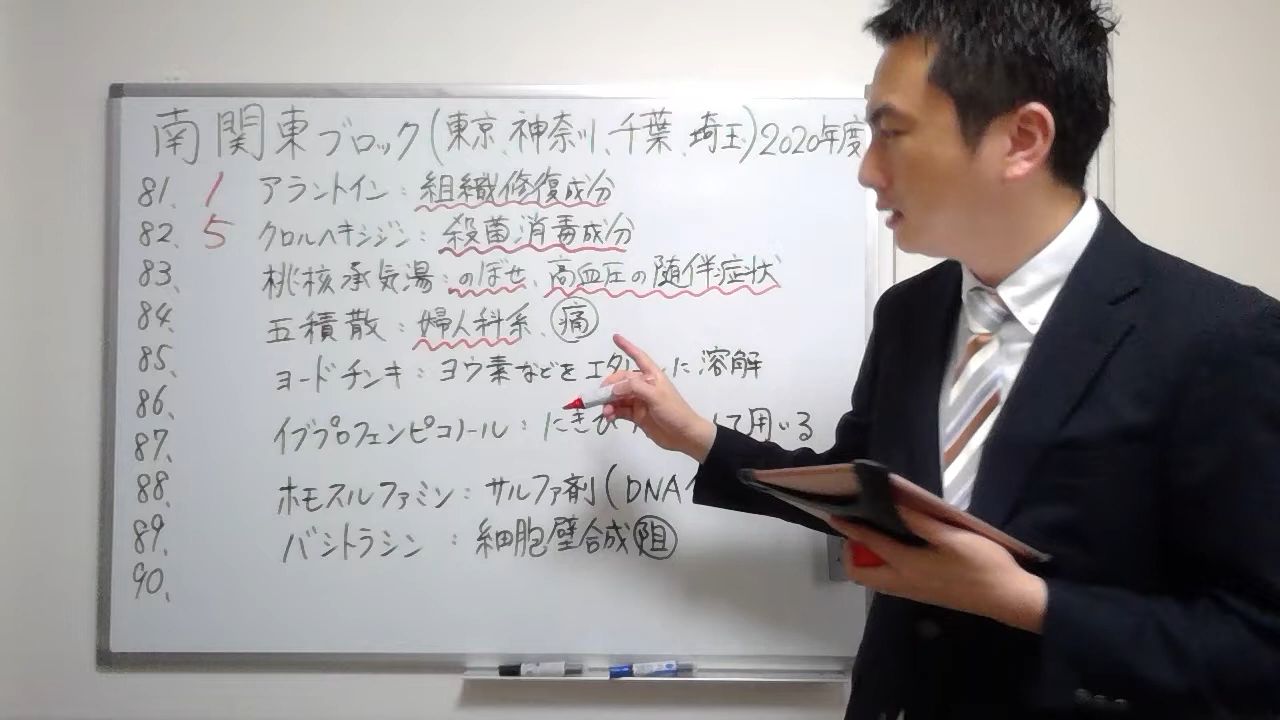 南関東ブロック(東京、神奈川、千葉、埼玉)2020年度
81. 1 アラントイン：組織修復成分
82、 5 クロルヘキシジン：殺菌消毒成分
83、 桃核承気湯：のぼせ、高血圧の随伴症状
84、 五積散：婦人科系、痛
85、 ヨードチンキ：ヨウ素などをエタノールに溶解
86、
87、 イブプロフェンピコノール：にきび て用いる
88、 ホモスルファミン：サルファ剤(DNA
89、 バシトラシン：細胞壁合成阻
90、